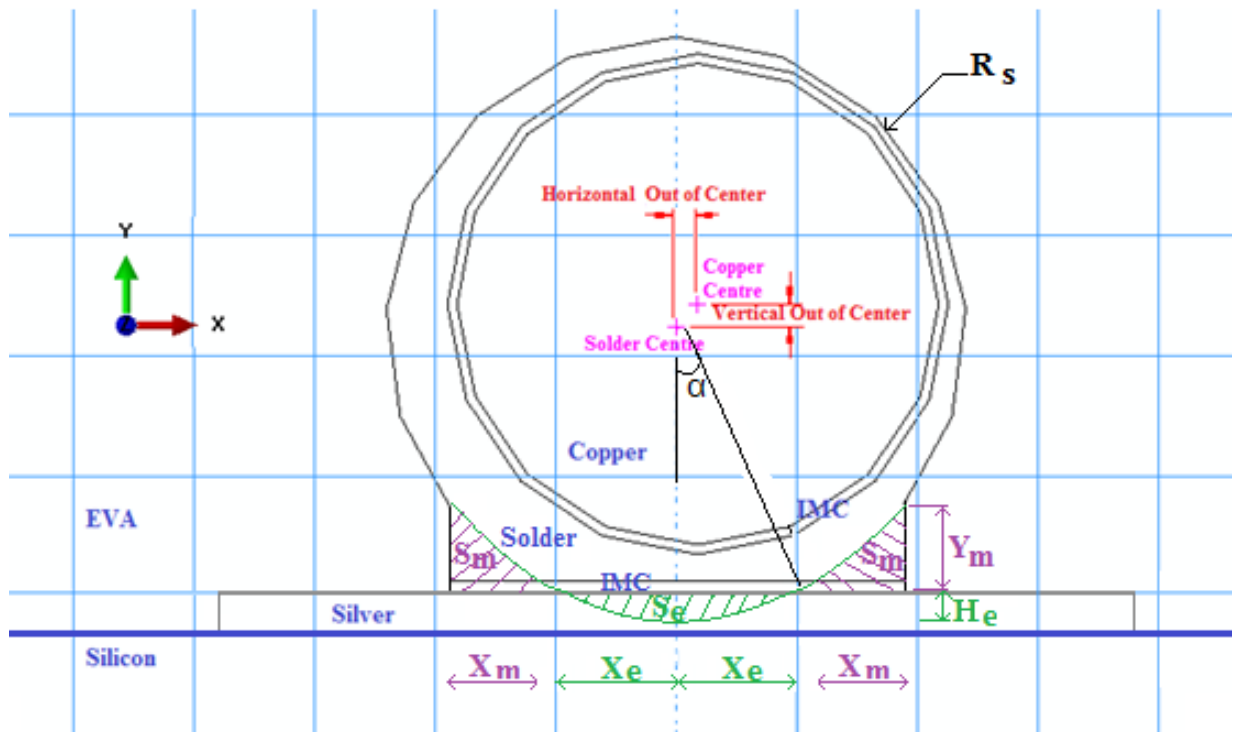 R s
Horizontal Out of Center
Y
Copper
Centre
X
Vertical Out of Center
Z
Solder Centre
α
Copper
IMC
EVA
Solder
Sm
Sm
Ym
IMC
Se
He
Silver
Silicon
Xm
Xe
Xe
Xm